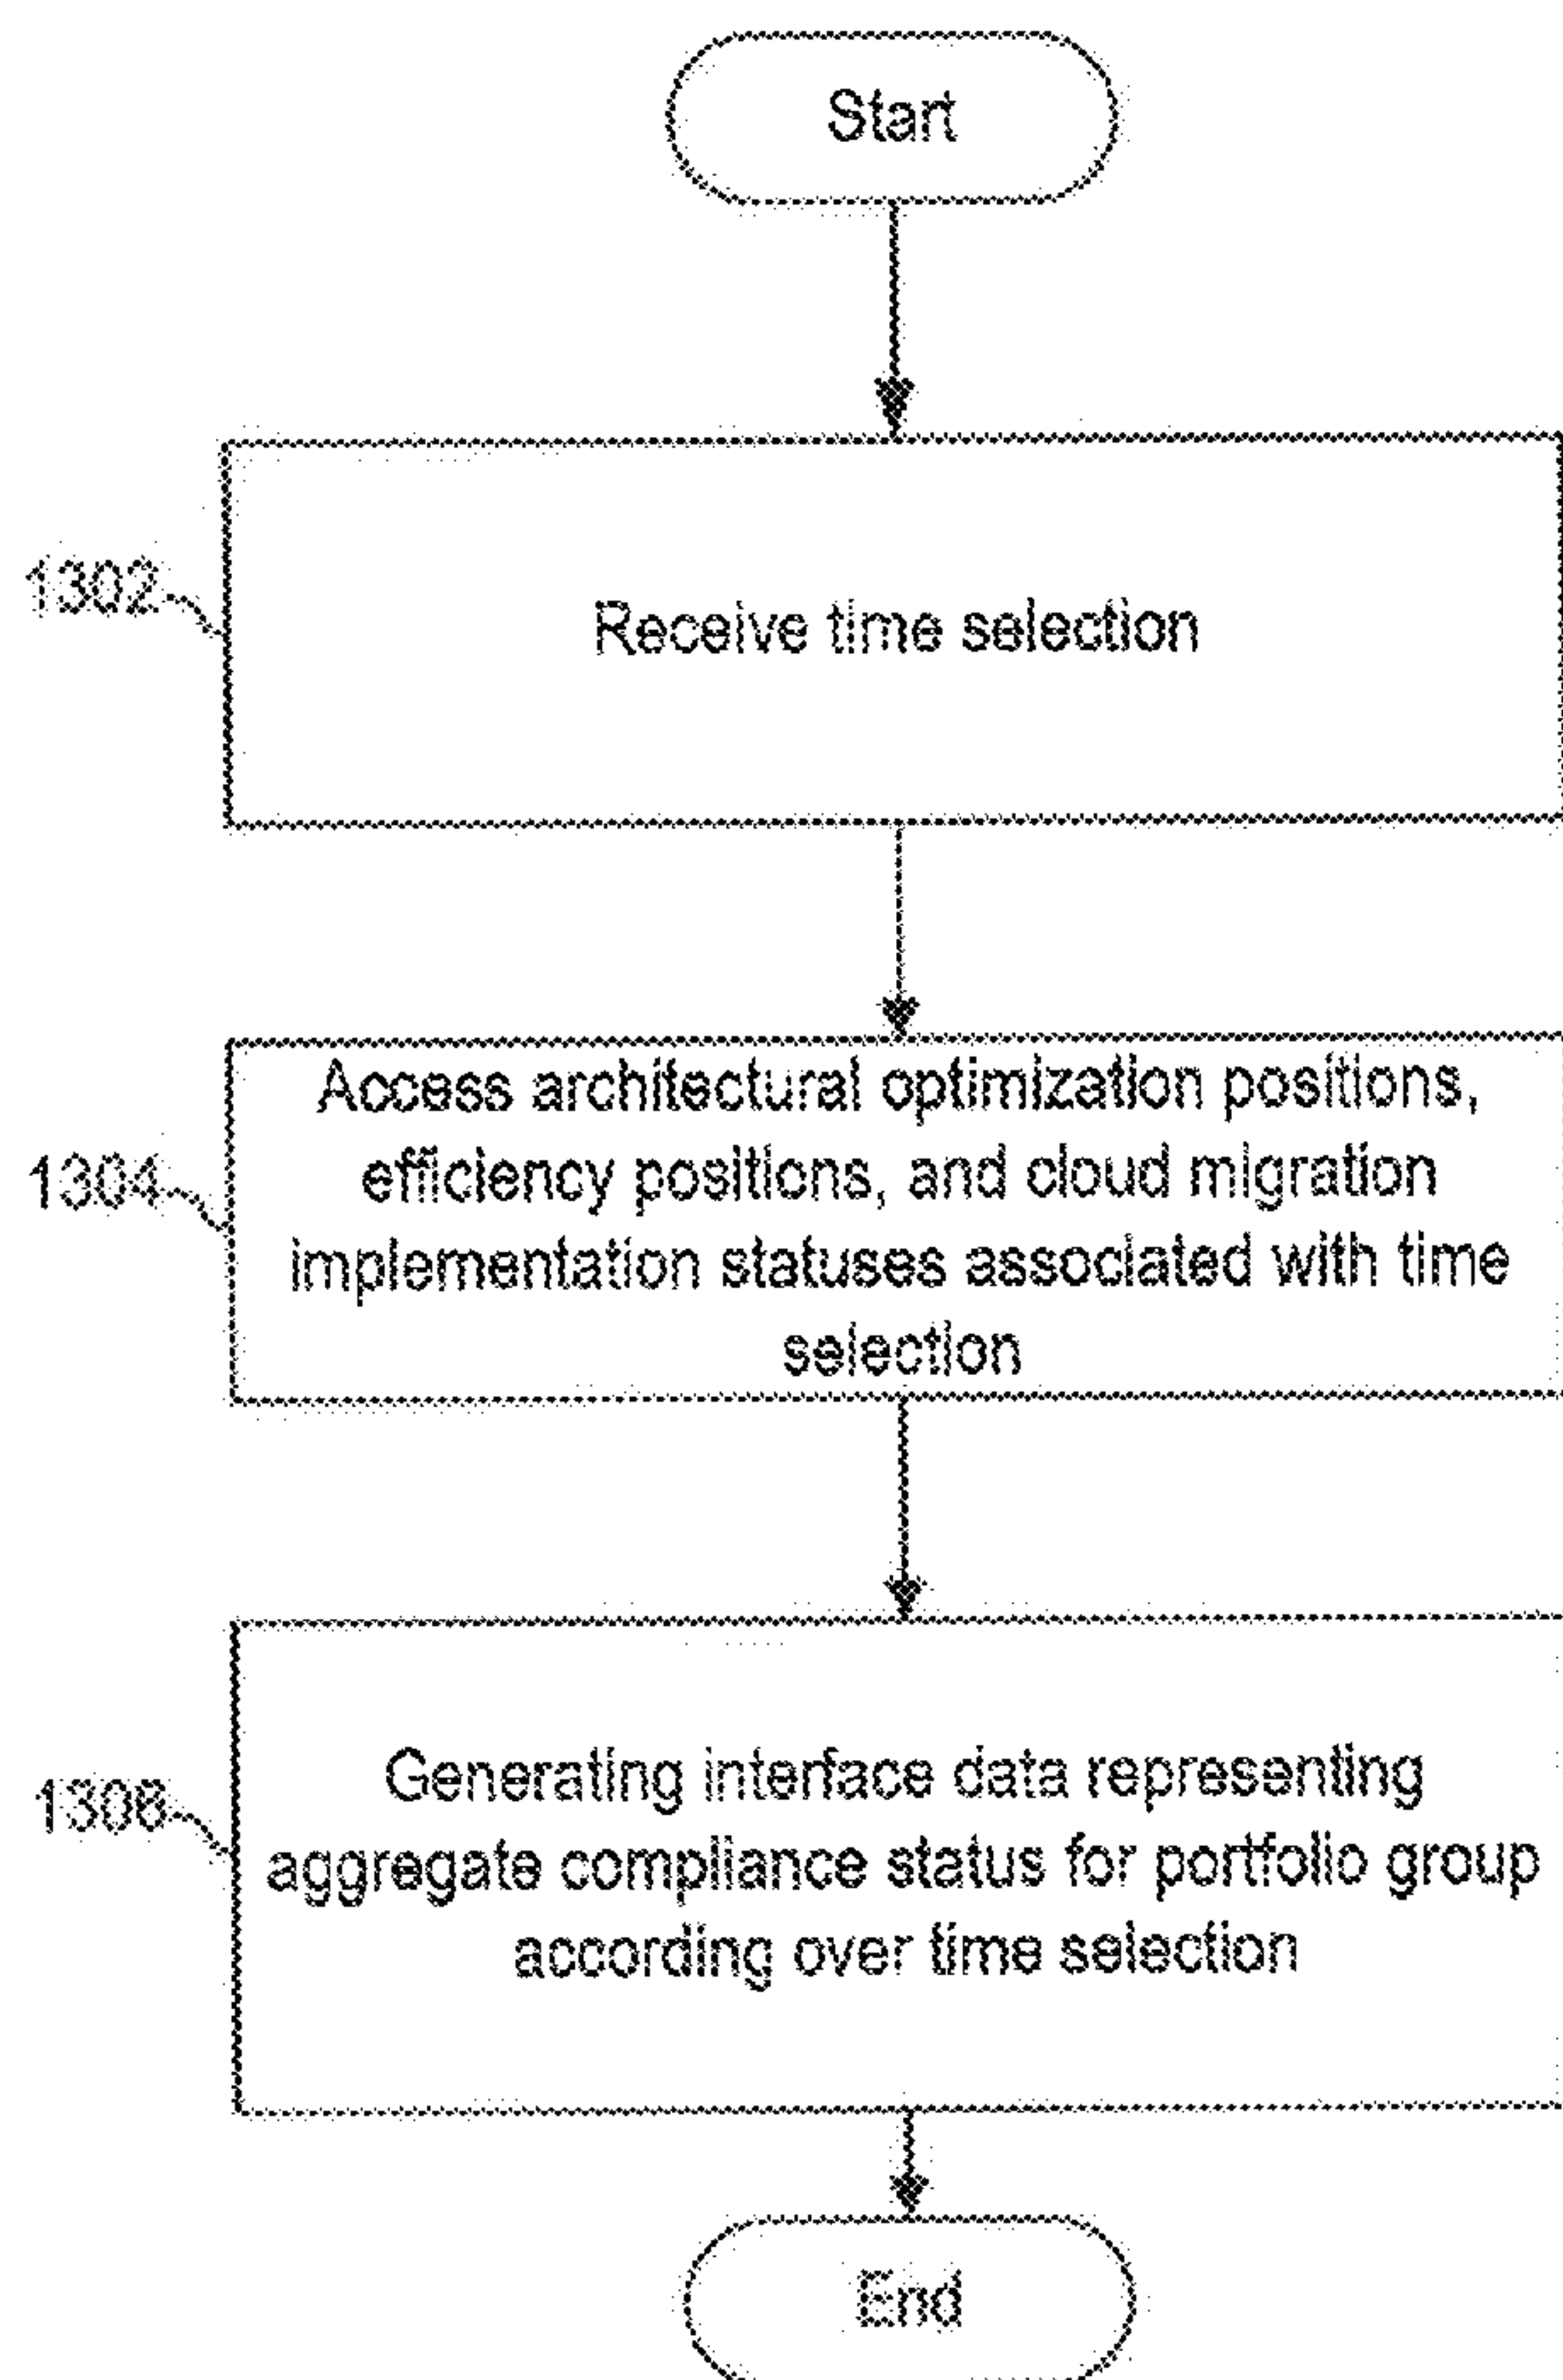 Start
1302
Receive time selection
1304
Access architectural optimization positions,
efficiency positions, and cloud migration
implementation statuses associated with time
selection
1306
Generating interface data representing
aggregate compliance status for portfolio group
according over time selection
End